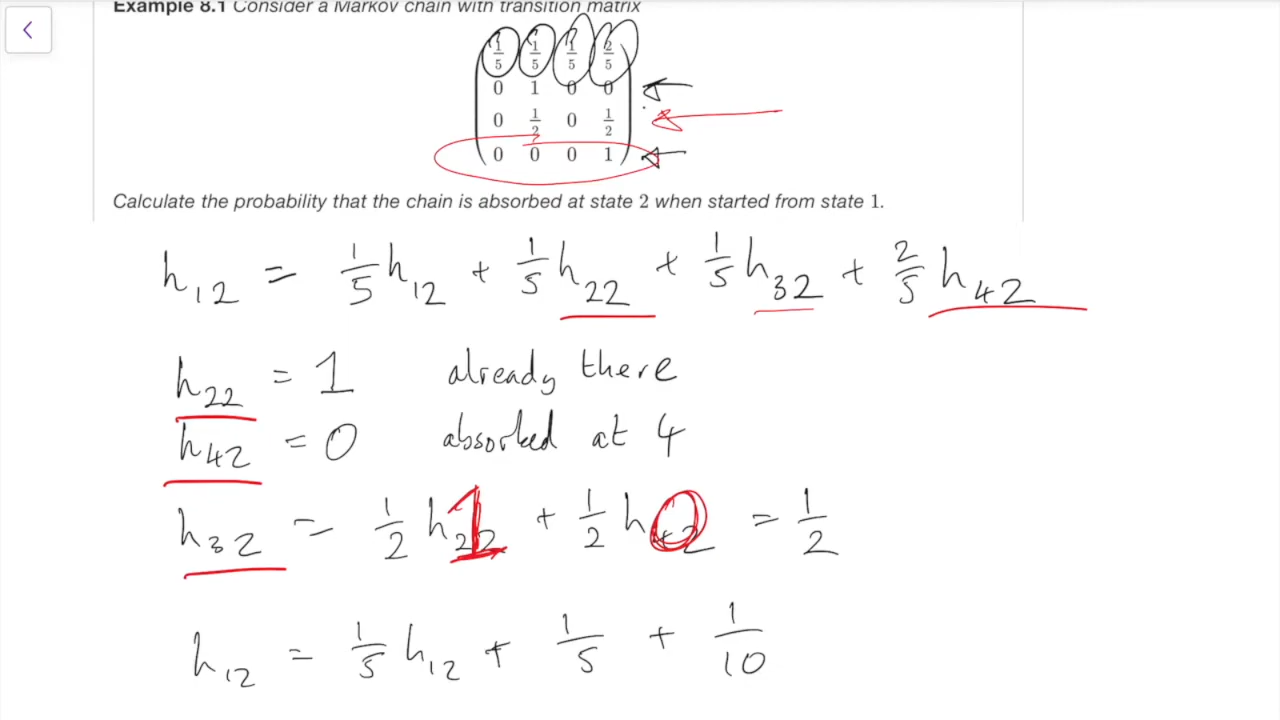 Example 8.1 Consider a Markov chain with transition matrix
1/5 1/5 1/5 2/5
0 1 0 0
0 1/2 0 1/2
0 0 0 1
Calculate the probability that the chain is absorbed at state 2 when started from state 1.
h12 = 1/5 h12 + 1/5 h22 + 1/5 h32 + 2/5 h42
h22 = 1 already there
h42 = 0 absorbed at 4
h32 = 1/2 h22 1 + 1/2 h42 0 = 1/2
h12 = 1/5 h12 + 1/5 + 1/10